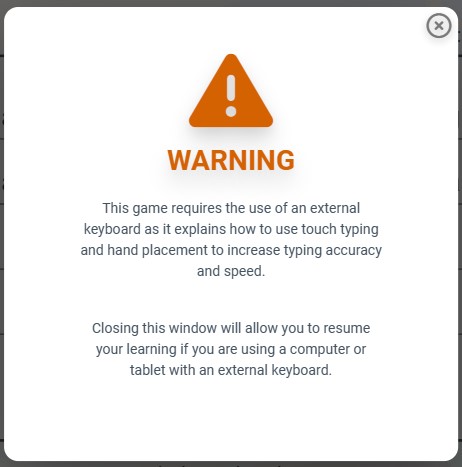 WARNING
This game requires the use of an external
keyboard as it explains how to use touch typing
and hand placement to increase typing accuracy
and speed.
Closing this window will allow you to resume
your learning if you are using a computer or
tablet with an external keyboard.